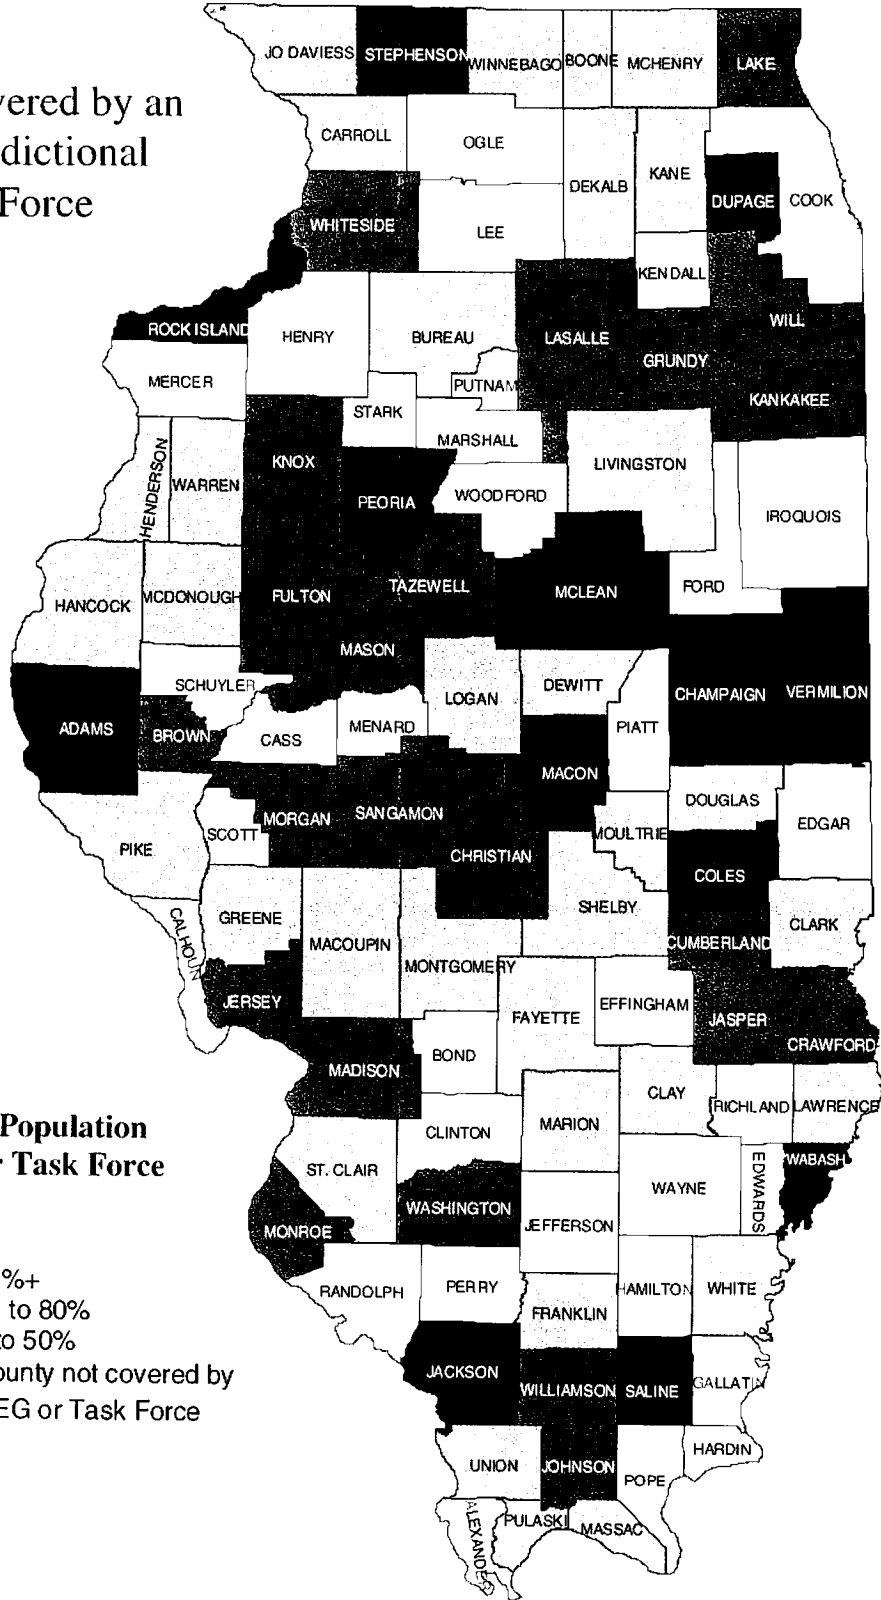 vered by an
dictional
Force
JO DAVIESS
STEPHENSON
WINNEBAGO
BOONE
MCHENRY
LAKE
CARROLL
OGLE
DEKALB
KANE
DUPAGE
COOK
WHITESIDE
LEE
KENDALL
ROCK ISLAND
HENRY
BUREAU
LASALLE
GRUNDY
WILL
MERCER
PUTNAM
KANKAKEE
STARK
MARSHALL
HENDERSON
WARREN
KNOX
PEORIA
WOODFORD
LIVINGSTON
IROQUOIS
HANCOCK
MCDONOUGH
FULTON
TAZEWELL
MCLEAN
FORD
MASON
SCHUYLER
LOGAN
DEWITT
CHAMPAIGN
VERMILION
ADAMS
BROWN
CASS
MENARD
PIATT
MACON
DOUGLAS
EDGAR
PIKE
SCOTT
MORGAN
SANGAMON
CHRISTIAN
MOULTRIE
COLES
SHELBY
CALHOUN
GREENE
MACOUPIN
MONTGOMERY
CUMBERLAND
CLARK
JERSEY
FAYETTE
EFFINGHAM
JASPER
CRAWFORD
MADISON
BOND
CLAY
RICHLAND
LAWRENCE
Population
r Task Force
CLINTON
MARION
ST. CLAIR
WAYNE
EDWARDS
WABASH
MONROE
WASHINGTON
JEFFERSON
%+
to 80%
to 50%
ounty not covered by
EG or Task Force
RANDOLPH
PERRY
FRANKLIN
HAMILTON
WHITE
JACKSON
WILLIAMSON
SALINE
GALLATIN
UNION
JOHNSON
POPE
HARDIN
ALEXANDER
PULASKI
MASSAC